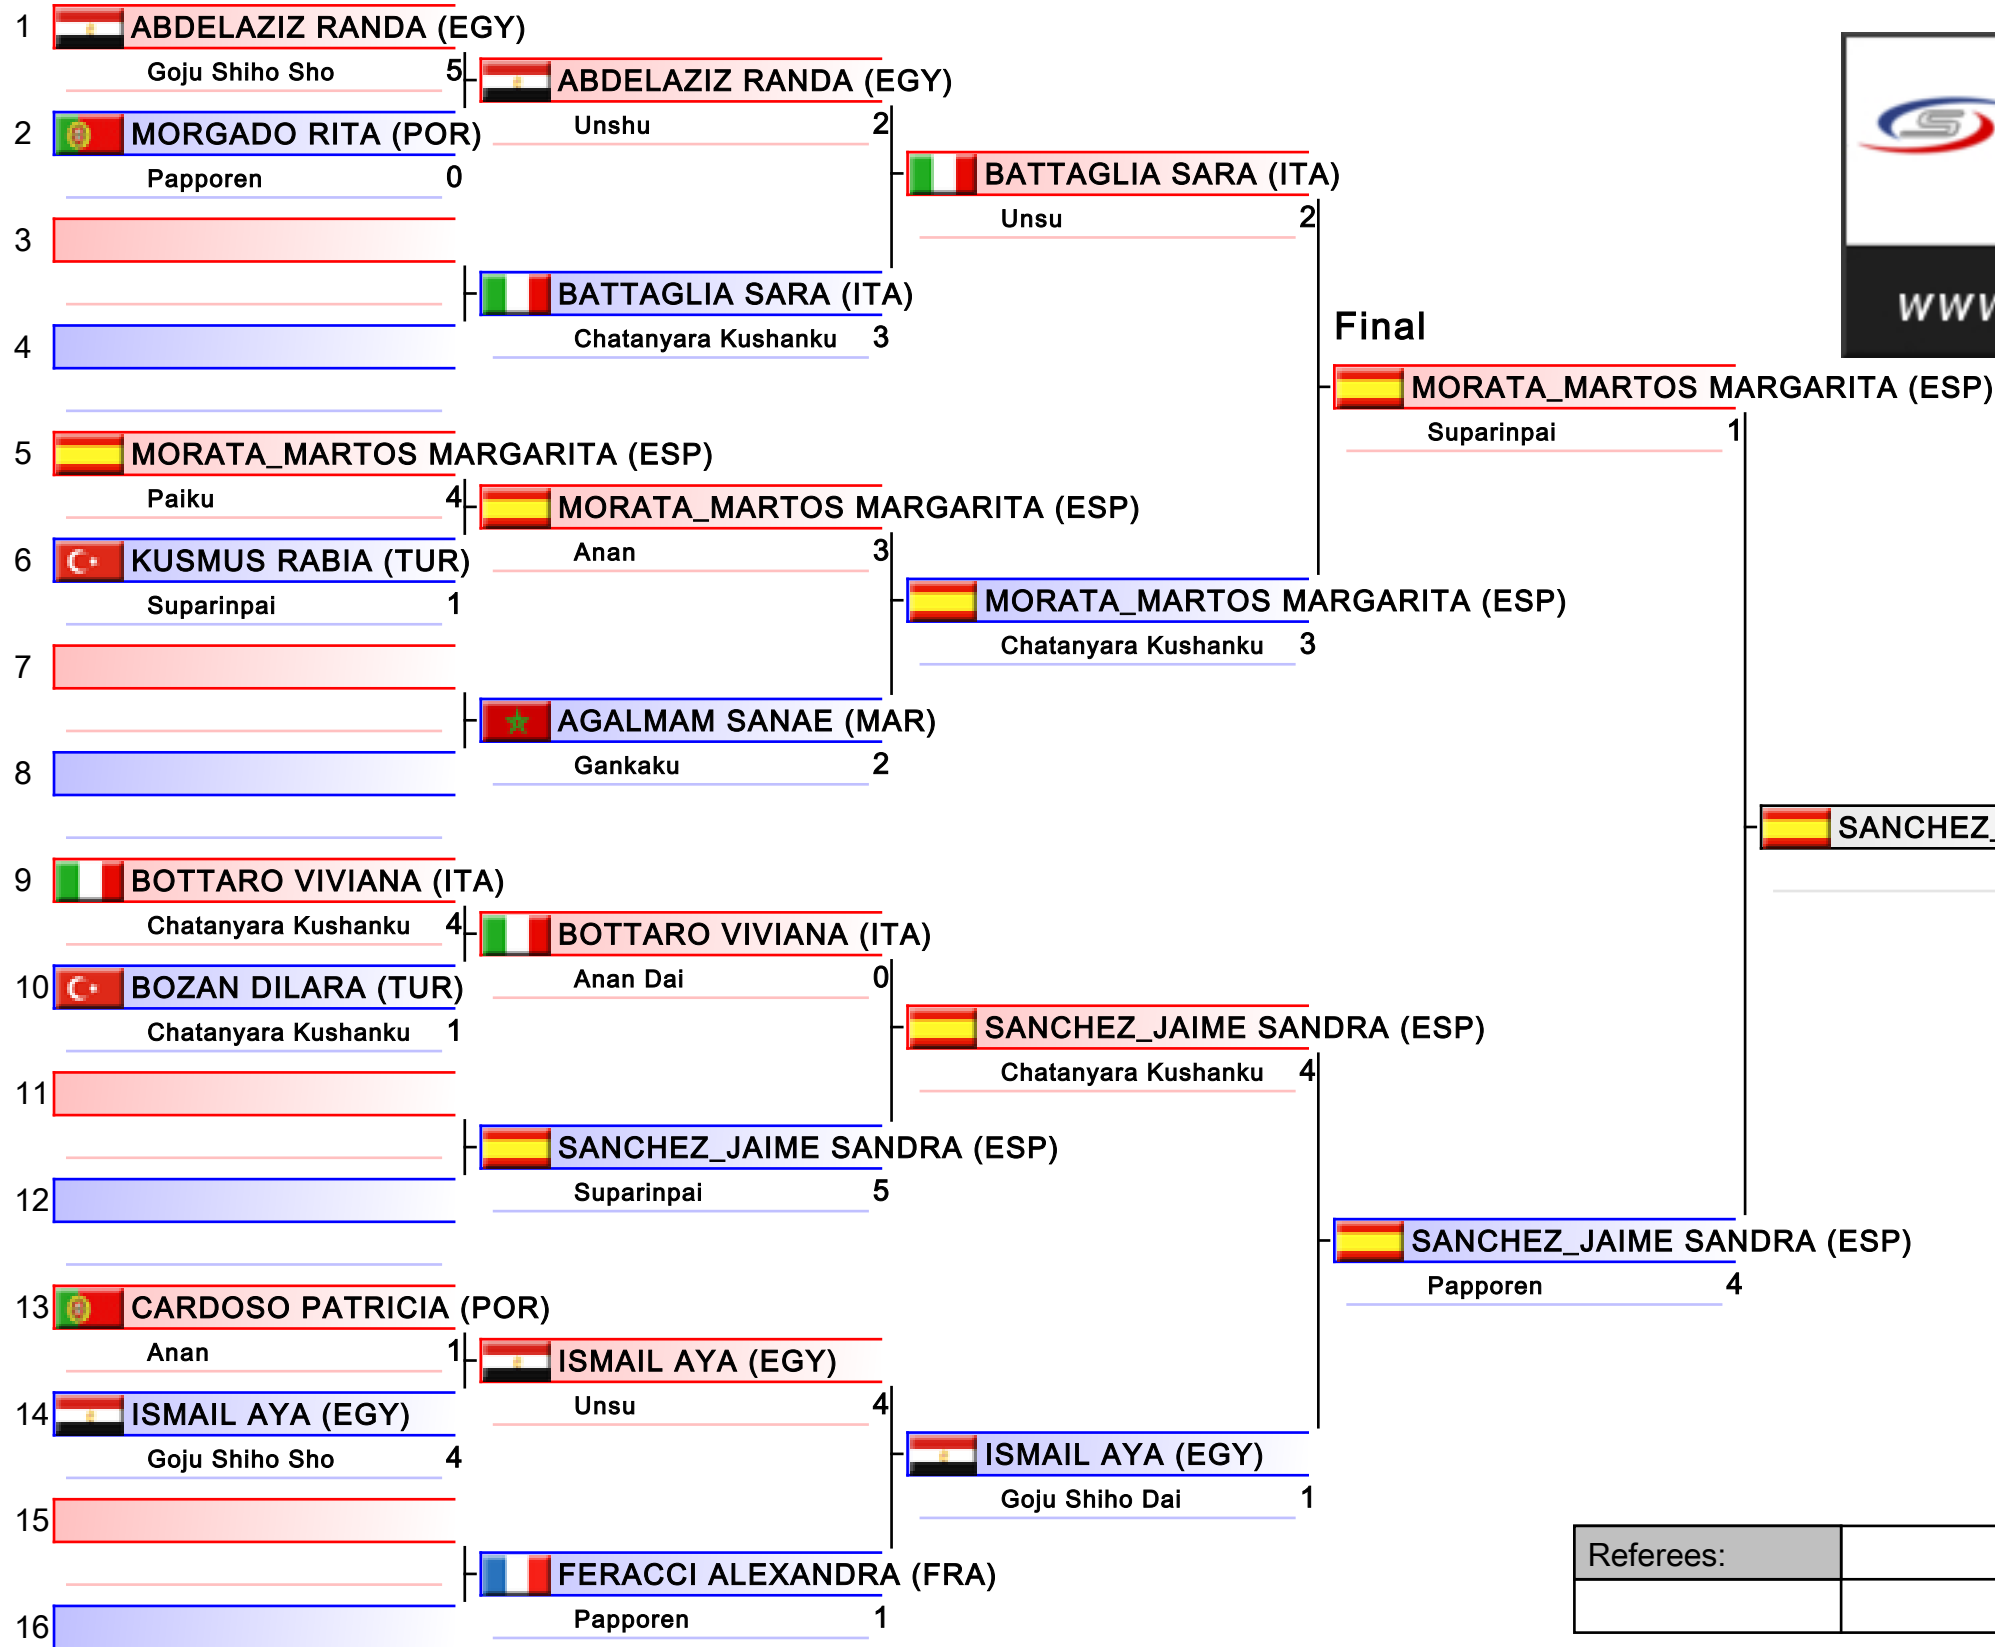 1 ABDELAZIZ RANDA (EGY)
Goju Shiho Sho 5
2 MORGADO RITA (POR)
Papporen 0
3
4
5 MORATA_MARTOS MARGARITA (ESP)
Paiku 4
6 KUSMUS RABIA (TUR)
Suparinpai 1
7
8
9 BOTTARO VIVIANA (ITA)
Chatanyara Kushanku 4
10 BOZAN DILARA (TUR)
Chatanyara Kushanku 1
11
12
13 CARDOSO PATRICIA (POR)
Anan 1
14 ISMAIL AYA (EGY)
Goju Shiho Sho 4
15
16
ABDELAZIZ RANDA (EGY)
Unshu 2
BATTAGLIA SARA (ITA)
Chatanyara Kushanku 3
MORATA_MARTOS MARGARITA (ESP)
Anan 3
AGALMAM SANAE (MAR)
Gankaku 2
BOTTARO VIVIANA (ITA)
Anan Dai 0
SANCHEZ_JAIME SANDRA (ESP)
Suparinpai 5
ISMAIL AYA (EGY)
Unsu 4
FERACCI ALEXANDRA (FRA)
Papporen 1
BATTAGLIA SARA (ITA)
Unsu 2
MORATA_MARTOS MARGARITA (ESP)
Chatanyara Kushanku 3
SANCHEZ_JAIME SANDRA (ESP)
Chatanyara Kushanku 4
ISMAIL AYA (EGY)
Goju Shiho Dai 1
Final
MORATA_MARTOS MARGARITA (ESP)
Suparinpai 1
SANCHEZ_JAIME SANDRA (ESP)
Papporen 4
SANCHEZ_
S
www
Referees: